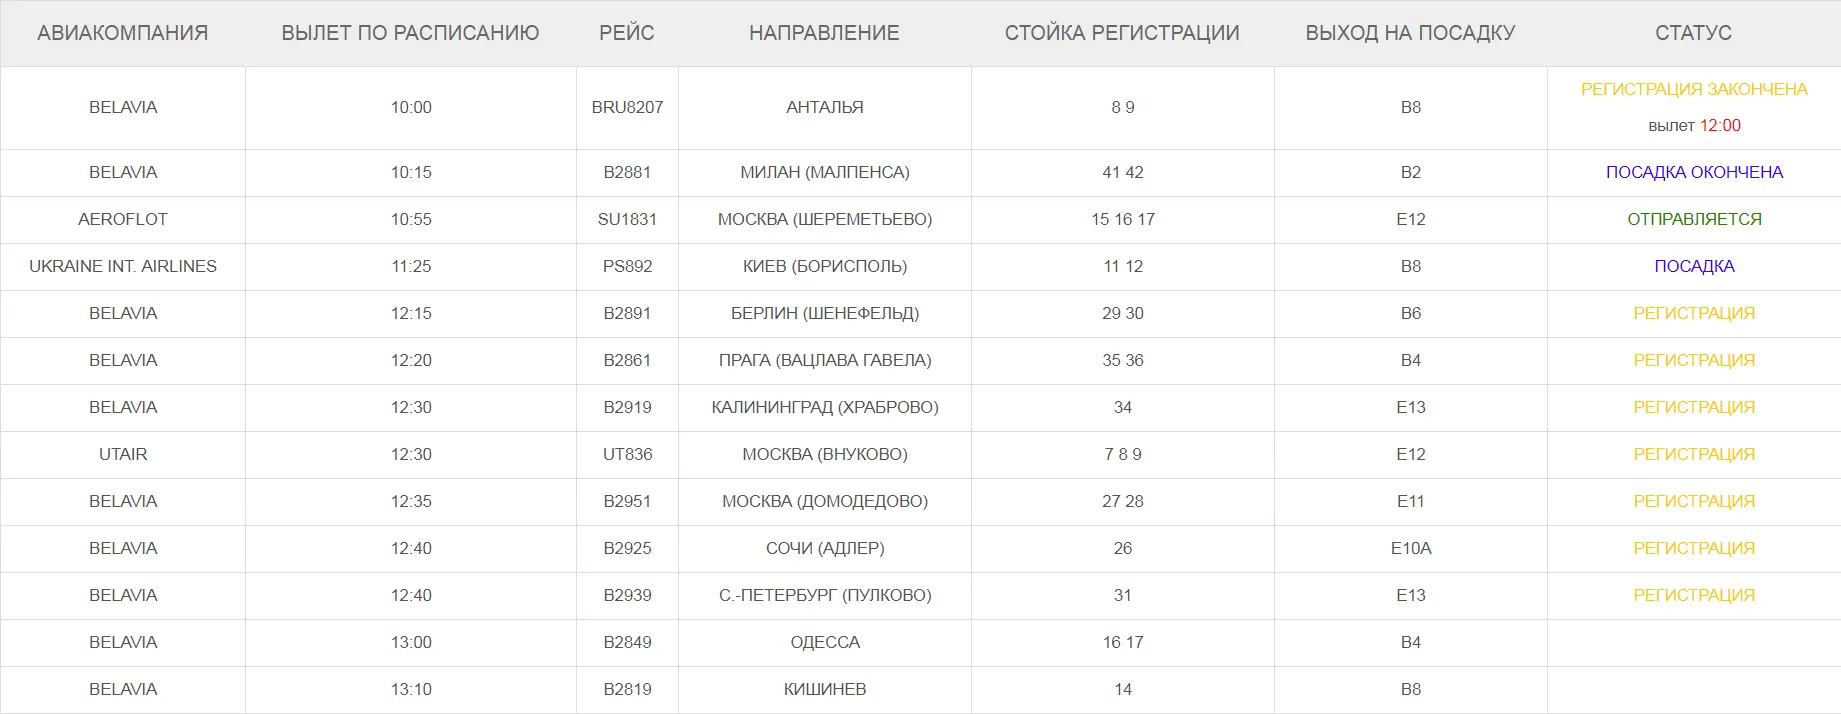 АВИАКОМПАНИЯ ВЫЛЕТ ПО РАСПИСАНИЮ РЕЙС НАПРАВЛЕНИЕ СТОЙКА РЕГИСТРАЦИИ ВЫХОД НА ПОСАДКУ СТАТУС
BELAVIA 10:00 BRU8207 АНТАЛЬЯ 8 9 B8 РЕГИСТРАЦИЯ ЗАКОНЧЕНА
вылет 12:00
BELAVIA 10:15 B2881 МИЛАН (МАЛПЕНСА) 41 42 B2 ПОСАДКА ОКОНЧЕНА
AEROFLOT 10:55 SU1831 МОСКВА (ШЕРЕМЕТЬЕВО) 15 16 17 E12 ОТПРАВЛЯЕТСЯ
UKRAINE INT. AIRLINES 11:25 PS892 КИЕВ (БОРИСПОЛЬ) 11 12 B8 ПОСАДКА
BELAVIA 12:15 B2891 БЕРЛИН (ШЕНЕФЕЛЬД) 29 30 B6 РЕГИСТРАЦИЯ
BELAVIA 12:20 B2861 ПРАГА (ВАЦЛАВА ГАВЕЛА) 35 36 B4 РЕГИСТРАЦИЯ
BELAVIA 12:30 B2919 КАЛИНИНГРАД (ХРАБРОВО) 34 E13 РЕГИСТРАЦИЯ
UTAIR 12:30 UT836 МОСКВА (ВНУКОВО) 7 8 9 E12 РЕГИСТРАЦИЯ
BELAVIA 12:35 B2951 МОСКВА (ДОМОДЕДОВО) 27 28 E11 РЕГИСТРАЦИЯ
BELAVIA 12:40 B2925 СОЧИ (АДЛЕР) 26 E10A РЕГИСТРАЦИЯ
BELAVIA 12:40 B2939 С.-ПЕТЕРБУРГ (ПУЛКОВО) 31 E13 РЕГИСТРАЦИЯ
BELAVIA 13:00 B2849 ОДЕССА 16 17 B4
BELAVIA 13:10 B2819 КИШИНЕВ 14 B8